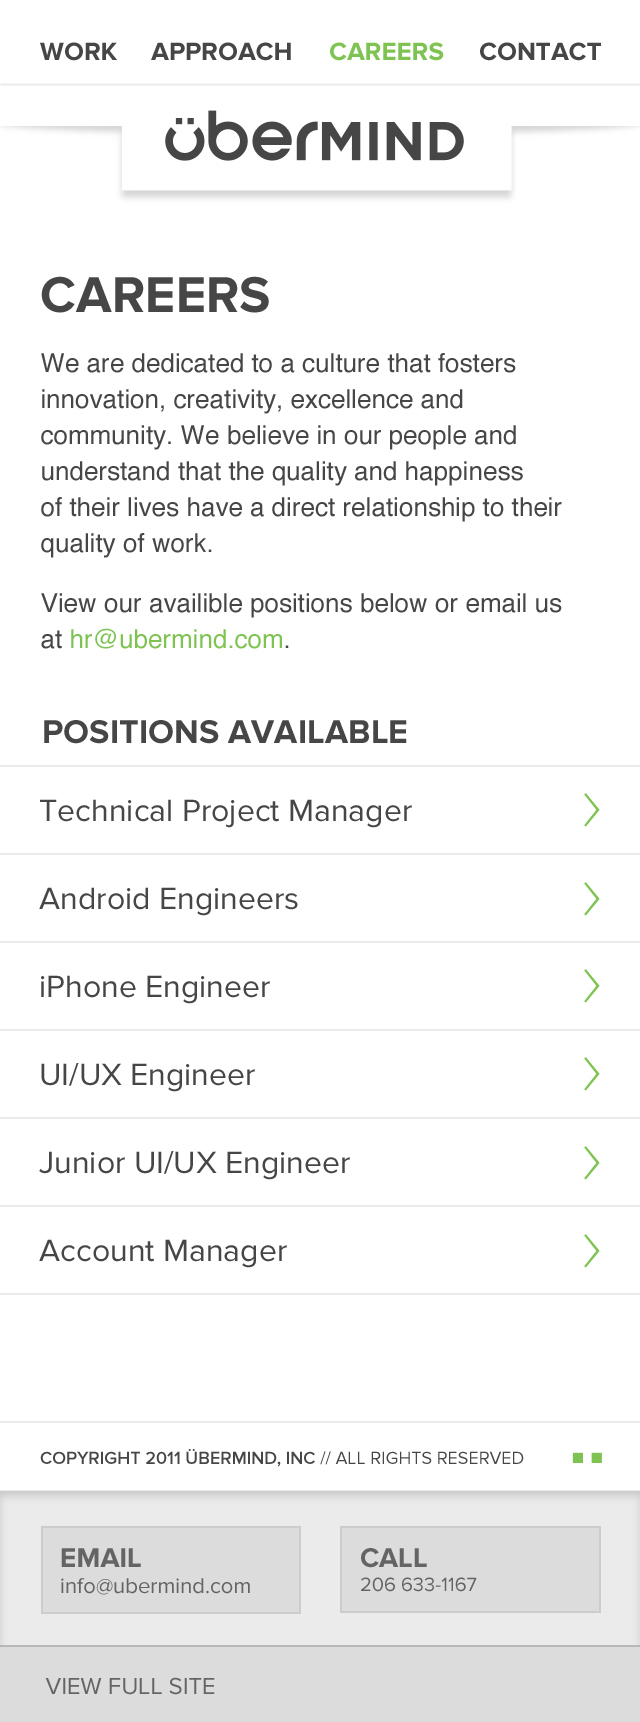 WORK APPROACH CAREERS CONTACT
übermind
CAREERS
We are dedicated to a culture that fosters
innovation, creativity, excellence and
community. We believe in our people and
understand that the quality and happiness
of their lives have a direct relationship to their
quality of work.
View our availible positions below or email us
at hr@ubermind.com.
POSITIONS AVAILABLE
Technical Project Manager
Android Engineers
iPhone Engineer
UI/UX Engineer
Junior UI/UX Engineer
Account Manager
COPYRIGHT 2011 ÜBERMIND, INC // ALL RIGHTS RESERVED
EMAIL
info@ubermind.com
CALL
206 633-1167
VIEW FULL SITE